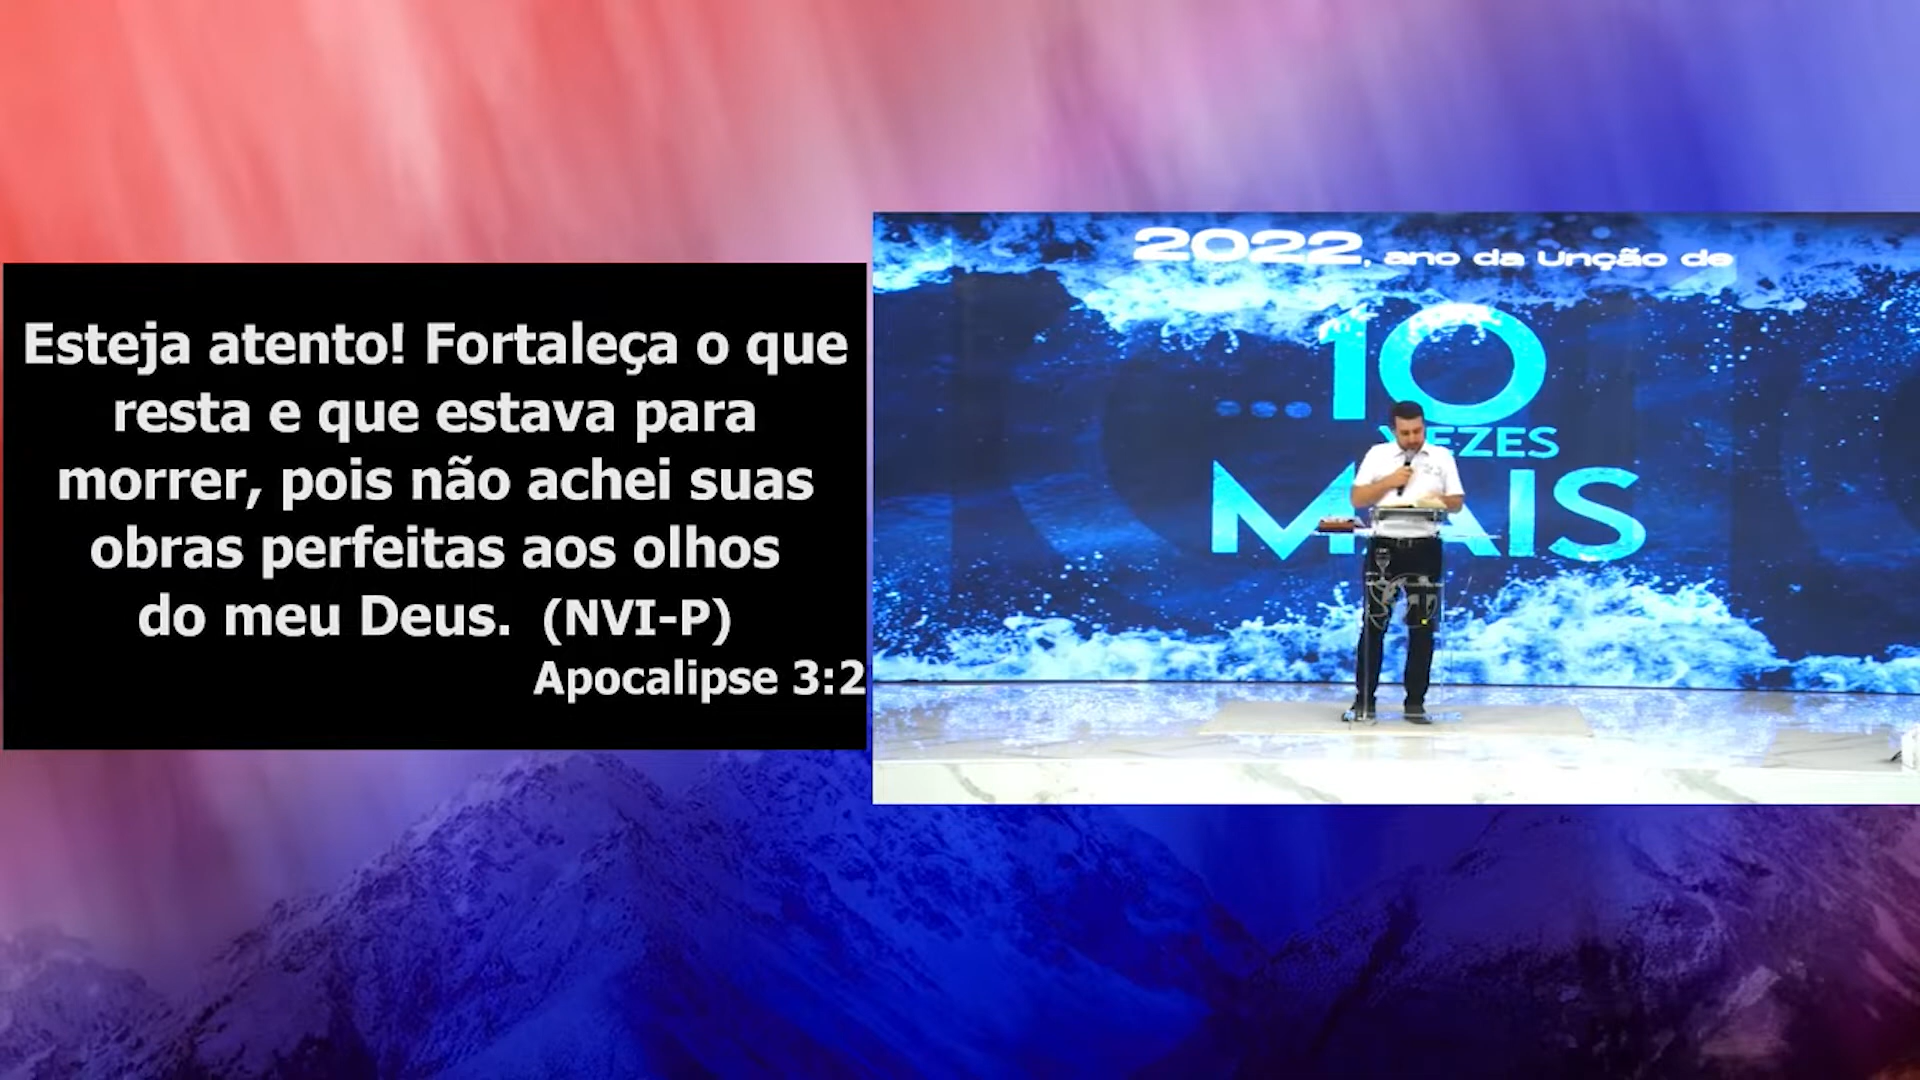 Esteja atento! Fortaleça o que
resta e que estava para
morrer, pois não achei suas
obras perfeitas aos olhos
do meu Deus. (NVI-P)
Apocalipse 3:2
2022, ano da Unção de
...10
VEZES
MAIS